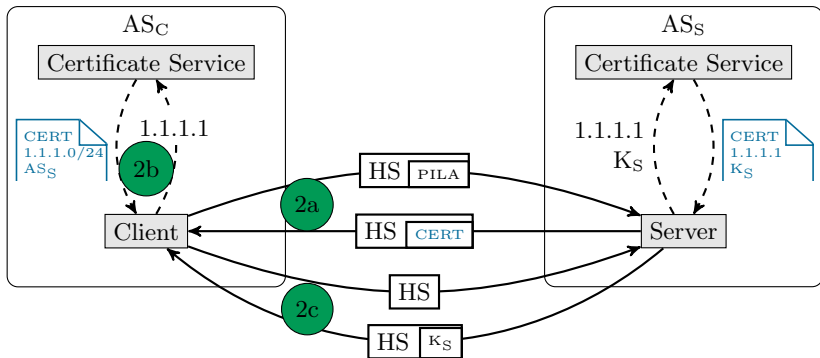 AS_C
AS_S
Certificate Service
Certificate Service
CERT
1.1.1.0/24
AS_S
1.1.1.1
2b
1.1.1.1
K_S
CERT
1.1.1.1
K_S
HS PILA
2a
Client
HS CERT
Server
HS
2c
HS K_S